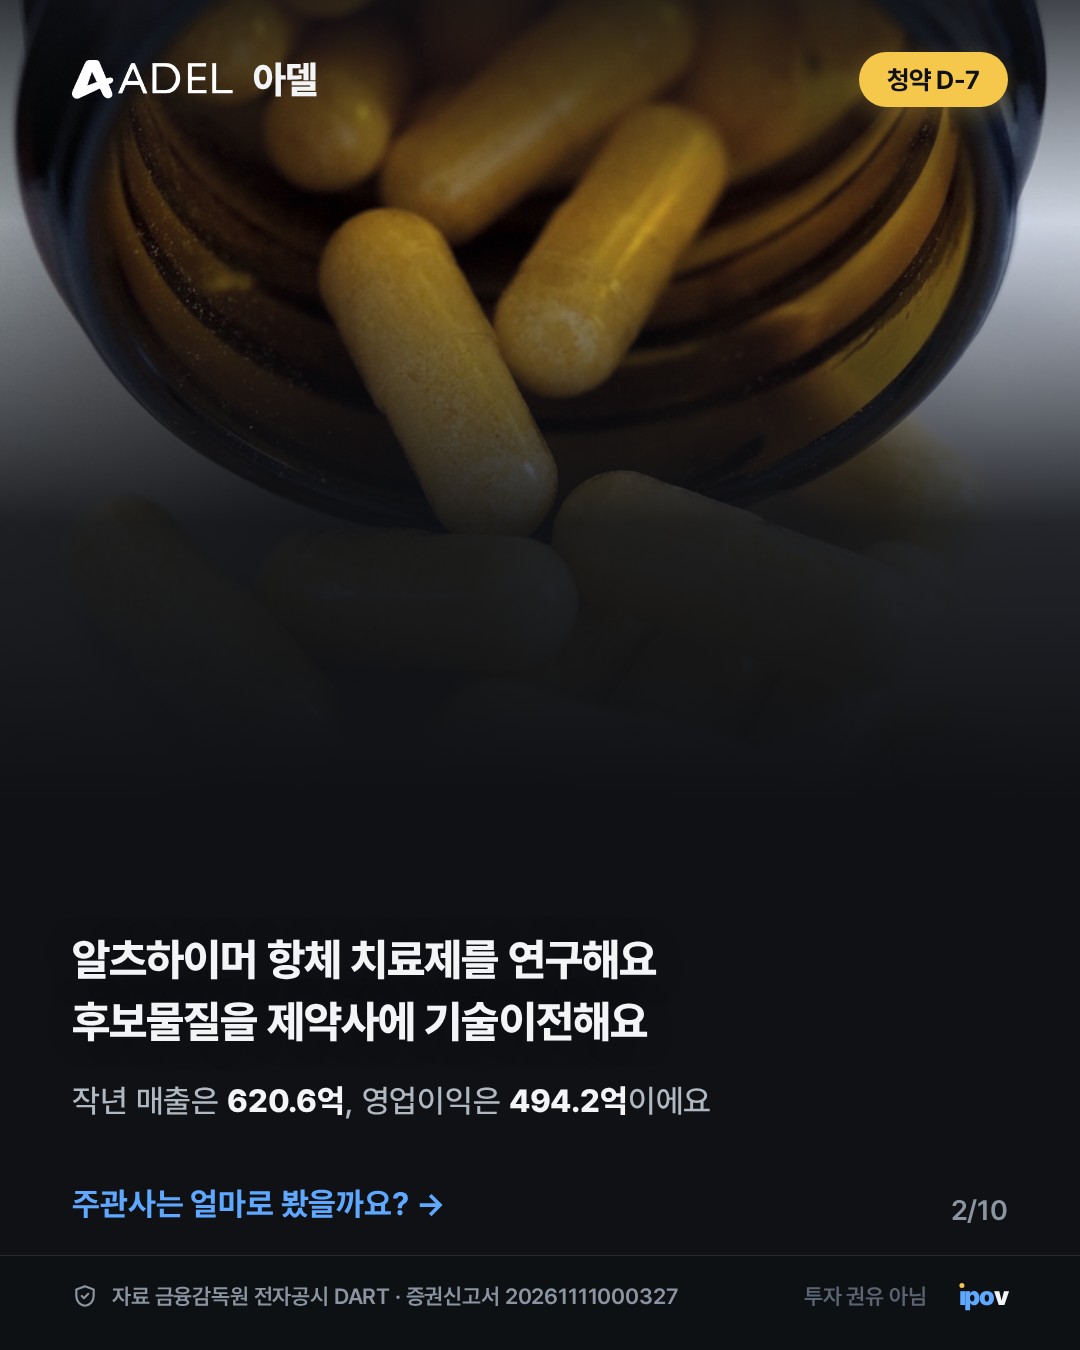 ADEL 아델
청약 D-7
알츠하이머 항체 치료제를 연구해요
후보물질을 제약사에 기술이전해요
작년 매출은 620.6억, 영업이익은 494.2억이에요
주관사는 얼마로 봤을까요? →
2/10
자료 금융감독원 전자공시 DART · 증권신고서 20261111000327
투자 권유 아님
ipov